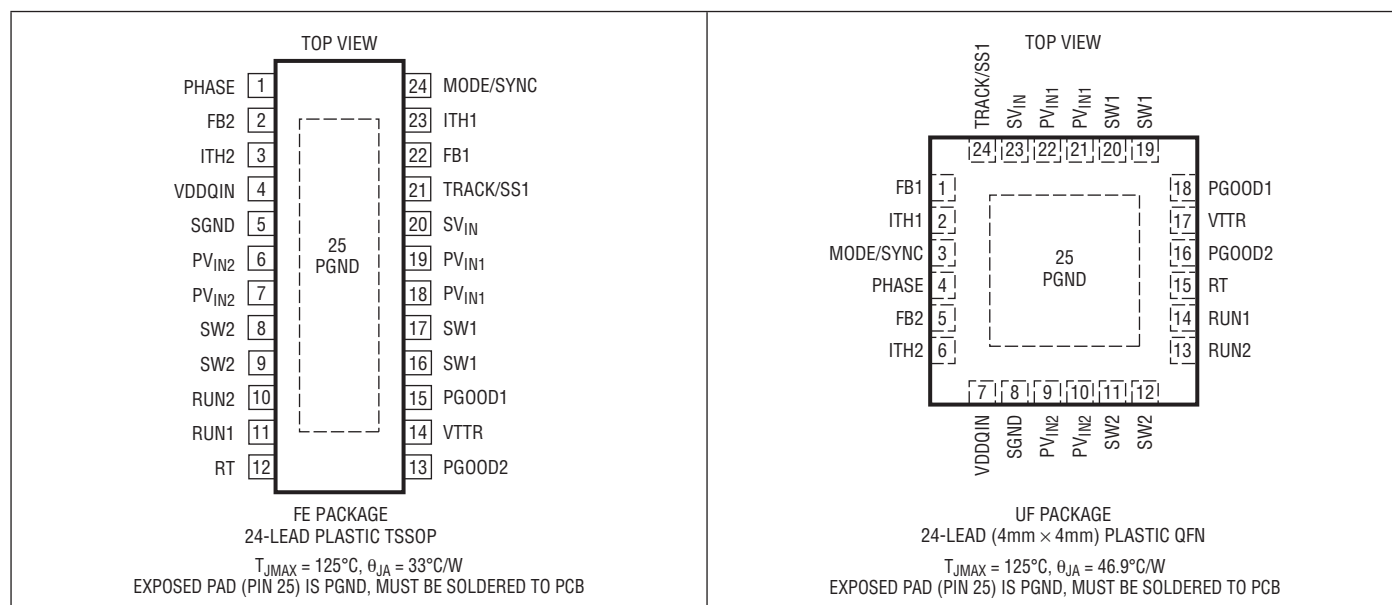 TOP VIEW
PHASE 1
FB2 2
ITH2 3
VDDQIN 4
SGND 5
PVIN2 6
PVIN2 7
SW2 8
SW2 9
RUN2 10
RUN1 11
RT 12
25
PGND
24 MODE/SYNC
23 ITH1
22 FB1
21 TRACK/SS1
20 SVIN
19 PVIN1
18 PVIN1
17 SW1
16 SW1
15 PGOOD1
14 VTTR
13 PGOOD2
FE PACKAGE
24-LEAD PLASTIC TSSOP
TJMAX = 125°C, θJA = 33°C/W
EXPOSED PAD (PIN 25) IS PGND, MUST BE SOLDERED TO PCB
TOP VIEW
TRACK/SS1
SVIN
PVIN1
PVIN1
SW1
SW1
24 23 22 21 20 19
FB1 1
ITH1 2
MODE/SYNC 3
PHASE 4
FB2 5
ITH2 6
25
PGND
18 PGOOD1
17 VTTR
16 PGOOD2
15 RT
14 RUN1
13 RUN2
7 8 9 10 11 12
VDDQIN
SGND
PVIN2
PVIN2
SW2
SW2
UF PACKAGE
24-LEAD (4mm × 4mm) PLASTIC QFN
TJMAX = 125°C, θJA = 46.9°C/W
EXPOSED PAD (PIN 25) IS PGND, MUST BE SOLDERED TO PCB